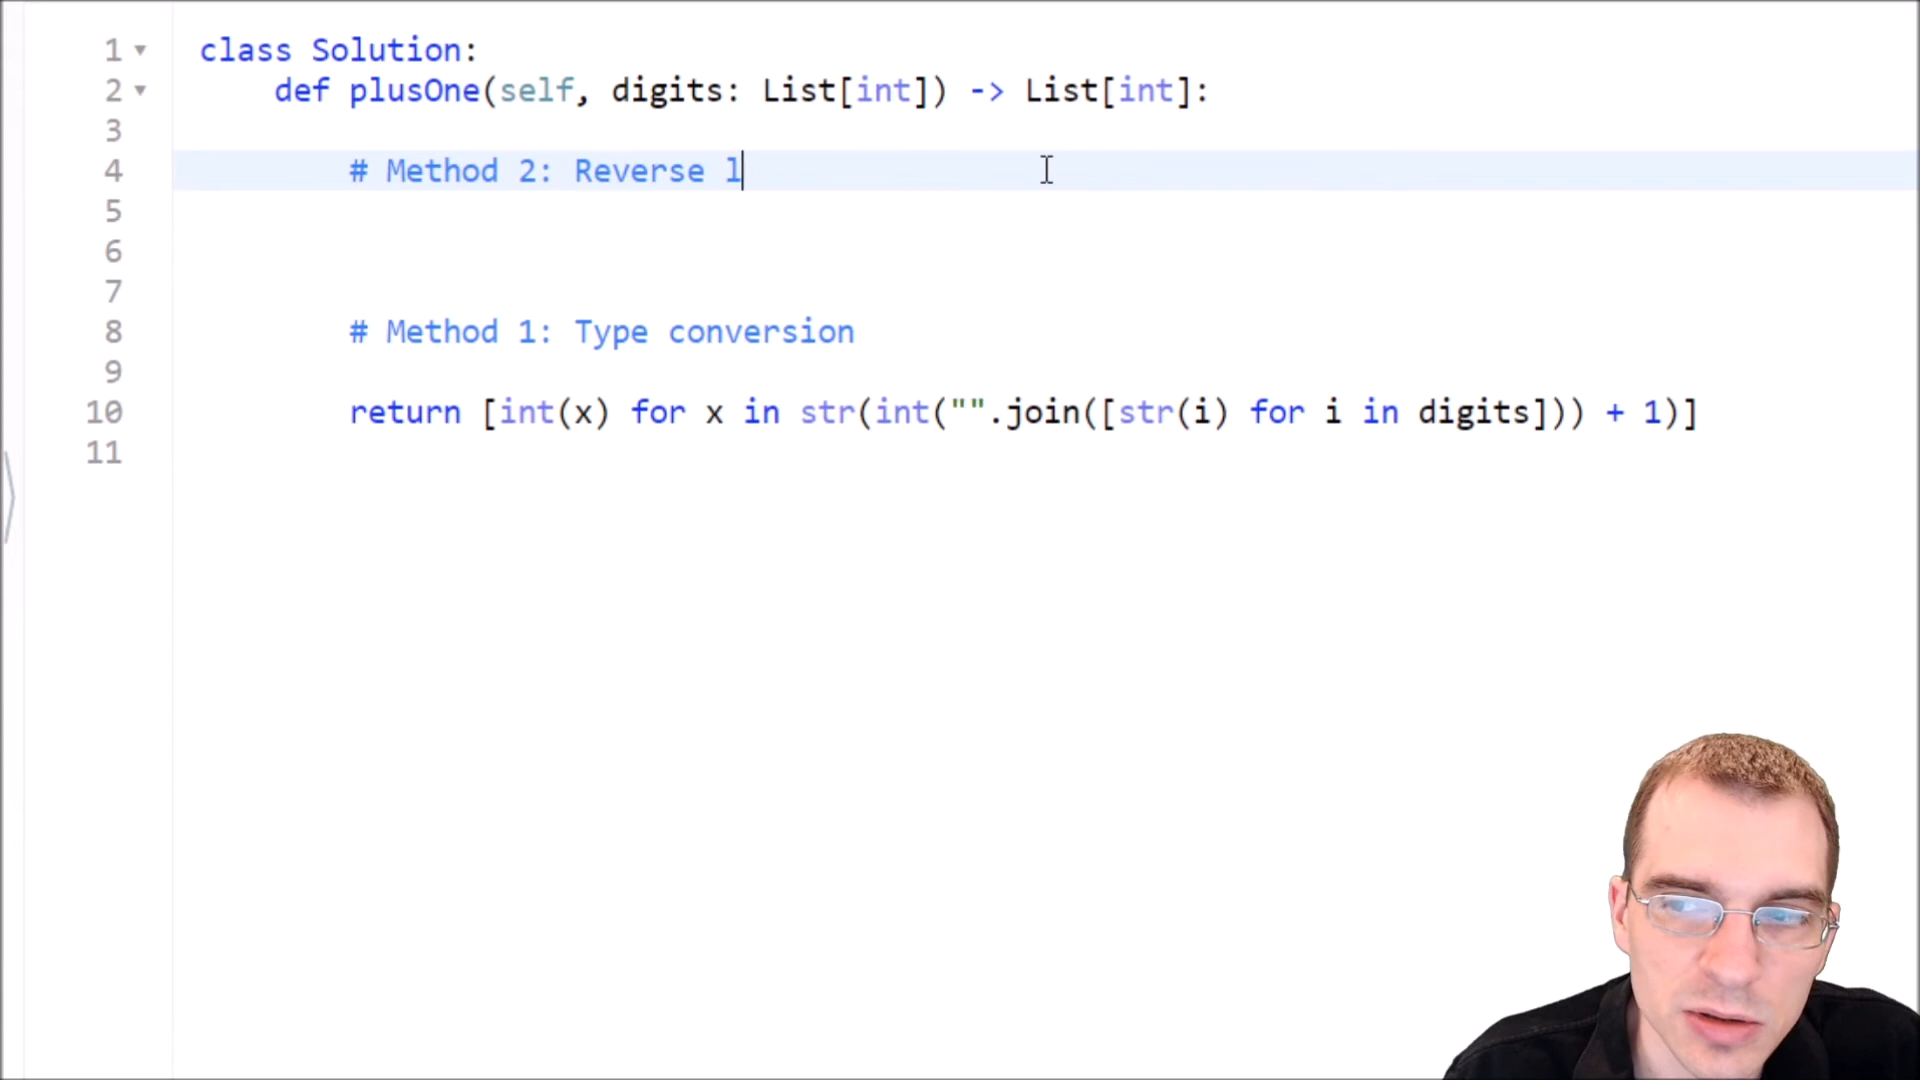 1 class Solution:
2 def plusOne(self, digits: List[int]) -> List[int]:
3
4 # Method 2: Reverse l
5
6
7
8 # Method 1: Type conversion
9
10 return [int(x) for x in str(int("".join([str(i) for i in digits])) + 1)]
11